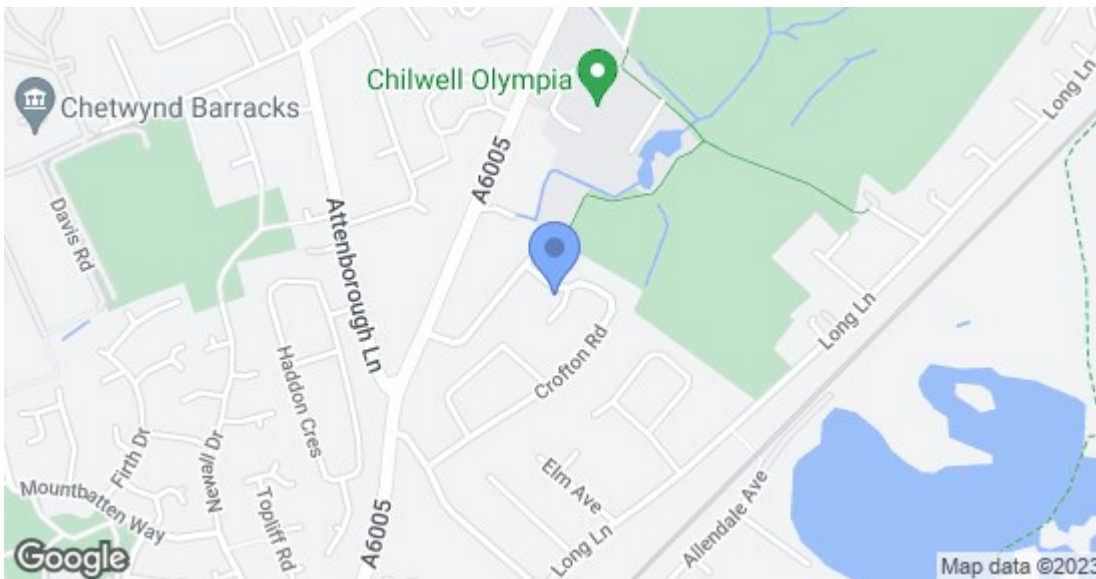 Chilwell Olympia
Chetwynd Barracks
Long Ln
A6005
Davis Rd
Attenborough Ln
Long Ln
Haddon Cres
Crofton Rd
Firth Dr
Newall Dr
Elm Ave
Mountbatten Way
Topliff Rd
A6005
Long Ln
Allendale Ave
Google
Map data ©2023